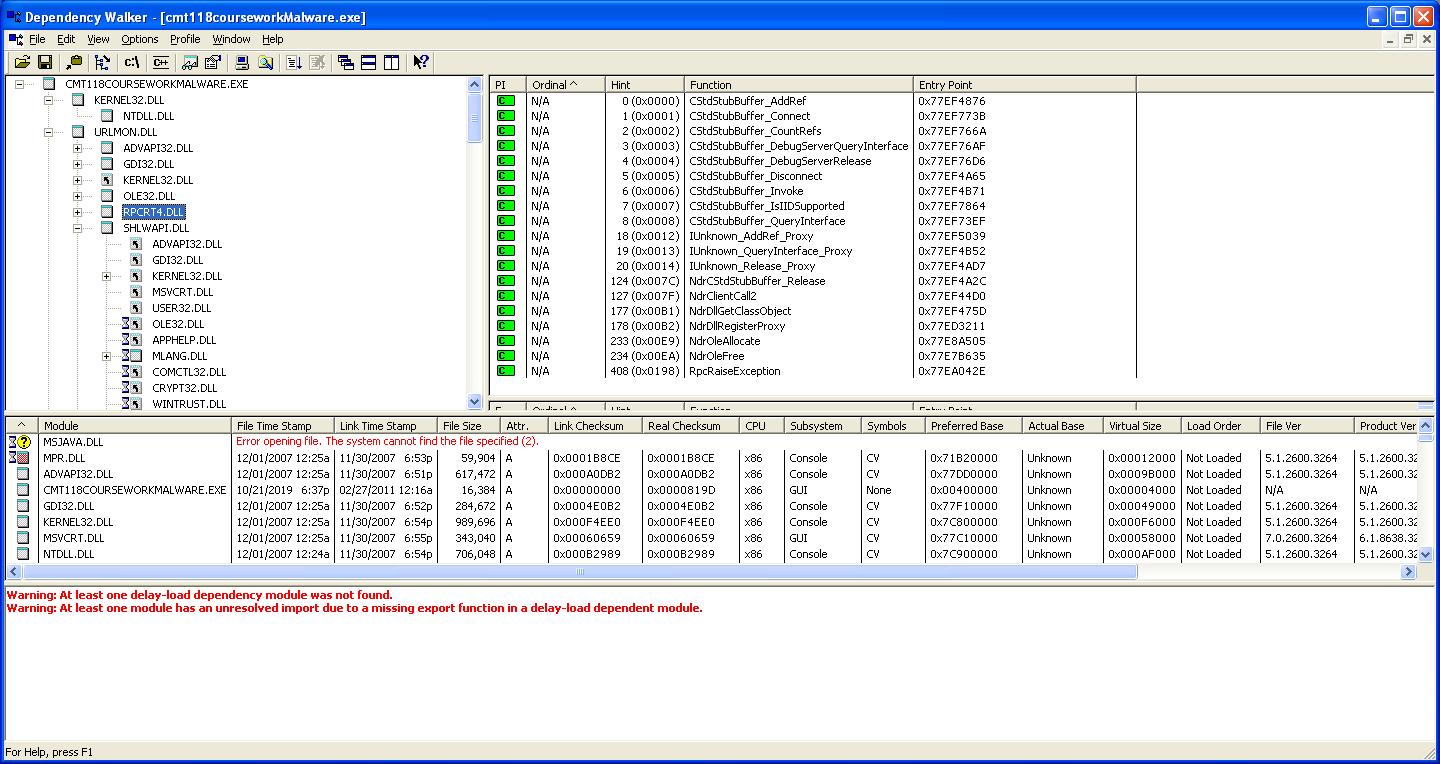 Dependency Walker - [cmt118courseworkMalware.exe]
File Edit View Options Profile Window Help
c:\ C++
CMT118COURSEWORKMALWARE.EXE
KERNEL32.DLL
NTDLL.DLL
URLMON.DLL
ADVAPI32.DLL
GDI32.DLL
KERNEL32.DLL
OLE32.DLL
RPCRT4.DLL
SHLWAPI.DLL
ADVAPI32.DLL
GDI32.DLL
KERNEL32.DLL
MSVCRT.DLL
USER32.DLL
OLE32.DLL
APPHELP.DLL
MLANG.DLL
COMCTL32.DLL
CRYPT32.DLL
WINTRUST.DLL
PI Ordinal ^ Hint Function Entry Point
C N/A 0 (0x0000) CStdStubBuffer_AddRef 0x77EF4876
C N/A 1 (0x0001) CStdStubBuffer_Connect 0x77EF773B
C N/A 2 (0x0002) CStdStubBuffer_CountRefs 0x77EF766A
C N/A 3 (0x0003) CStdStubBuffer_DebugServerQueryInterface 0x77EF76AF
C N/A 4 (0x0004) CStdStubBuffer_DebugServerRelease 0x77EF76D6
C N/A 5 (0x0005) CStdStubBuffer_Disconnect 0x77EF4A65
C N/A 6 (0x0006) CStdStubBuffer_Invoke 0x77EF4B71
C N/A 7 (0x0007) CStdStubBuffer_IsIIDSupported 0x77EF7864
C N/A 8 (0x0008) CStdStubBuffer_QueryInterface 0x77EF73EF
C N/A 18 (0x0012) IUnknown_AddRef_Proxy 0x77EF5039
C N/A 19 (0x0013) IUnknown_QueryInterface_Proxy 0x77EF4B52
C N/A 20 (0x0014) IUnknown_Release_Proxy 0x77EF4AD7
C N/A 124 (0x007C) NdrCStdStubBuffer_Release 0x77EF4A2C
C N/A 127 (0x007F) NdrClientCall2 0x77EF44D0
C N/A 177 (0x00B1) NdrDllGetClassObject 0x77EF475D
C N/A 178 (0x00B2) NdrDllRegisterProxy 0x77ED3211
C N/A 233 (0x00E9) NdrOleAllocate 0x77E8A505
C N/A 234 (0x00EA) NdrOleFree 0x77E7B635
C N/A 408 (0x0198) RpcRaiseException 0x77EA042E
E Ordinal ^ Hint Function Entry Point
^ Module File Time Stamp Link Time Stamp File Size Attr. Link Checksum Real Checksum CPU Subsystem Symbols Preferred Base Actual Base Virtual Size Load Order File Ver Product Ver
MSJAVA.DLL Error opening file. The system cannot find the file specified (2).
MPR.DLL 12/01/2007 12:25a 11/30/2007 6:53p 59,904 A 0x0001B8CE 0x0001B8CE x86 Console CV 0x71B20000 Unknown 0x00012000 Not Loaded 5.1.2600.3264 5.1.2600.32
ADVAPI32.DLL 12/01/2007 12:25a 11/30/2007 6:51p 617,472 A 0x000A0DB2 0x000A0DB2 x86 Console CV 0x77DD0000 Unknown 0x0009B000 Not Loaded 5.1.2600.3264 5.1.2600.32
CMT118COURSEWORKMALWARE.EXE 10/21/2019 6:37p 02/27/2011 12:16a 16,384 A 0x00000000 0x0000819D x86 GUI None 0x00400000 Unknown 0x00004000 Not Loaded N/A N/A
GDI32.DLL 12/01/2007 12:25a 11/30/2007 6:52p 284,672 A 0x0004E0B2 0x0004E0B2 x86 Console CV 0x77F10000 Unknown 0x00049000 Not Loaded 5.1.2600.3264 5.1.2600.32
KERNEL32.DLL 12/01/2007 12:25a 11/30/2007 6:54p 989,696 A 0x000F4EE0 0x000F4EE0 x86 Console CV 0x7C800000 Unknown 0x000F6000 Not Loaded 5.1.2600.3264 5.1.2600.32
MSVCRT.DLL 12/01/2007 12:25a 11/30/2007 6:55p 343,040 A 0x00060659 0x00060659 x86 GUI CV 0x77C10000 Unknown 0x00058000 Not Loaded 7.0.2600.3264 6.1.8638.32
NTDLL.DLL 12/01/2007 12:24a 11/30/2007 6:54p 706,048 A 0x000B2989 0x000B2989 x86 Console CV 0x7C900000 Unknown 0x000AF000 Not Loaded 5.1.2600.3264 5.1.2600.32
Warning: At least one delay-load dependency module was not found.
Warning: At least one module has an unresolved import due to a missing export function in a delay-load dependent module.
For Help, press F1